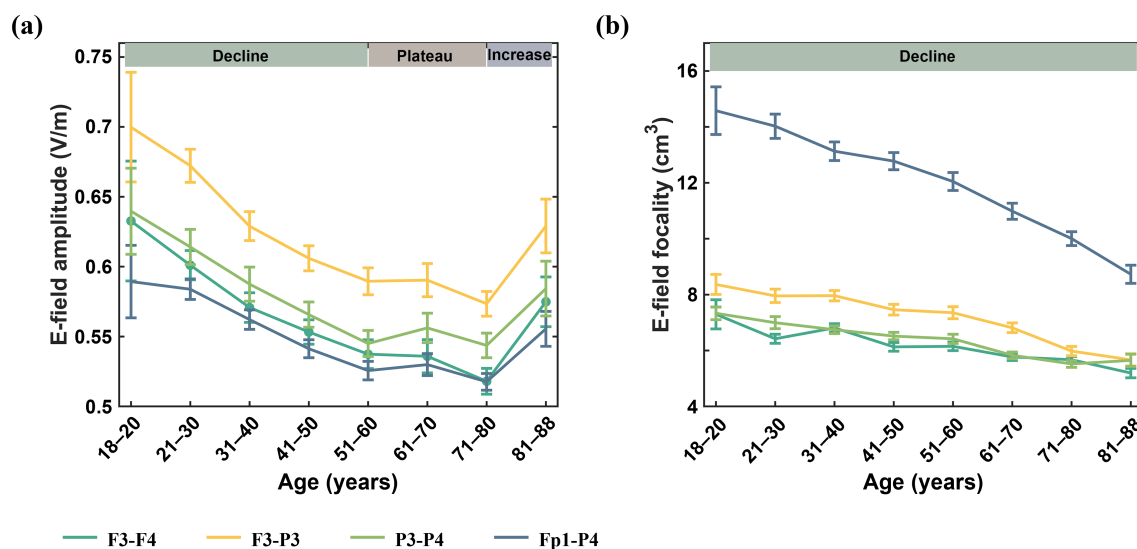 (a)
Decline Plateau Increase
0.75
0.7
0.65
0.6
0.55
0.5
E-field amplitude (V/m)
18–20 21–30 31–40 41–50 51–60 61–70 71–80 81–88
Age (years)
(b)
Decline
16
12
8
4
E-field focality (cm³)
18–20 21–30 31–40 41–50 51–60 61–70 71–80 81–88
Age (years)
F3-F4 F3-P3 P3-P4 Fp1-P4